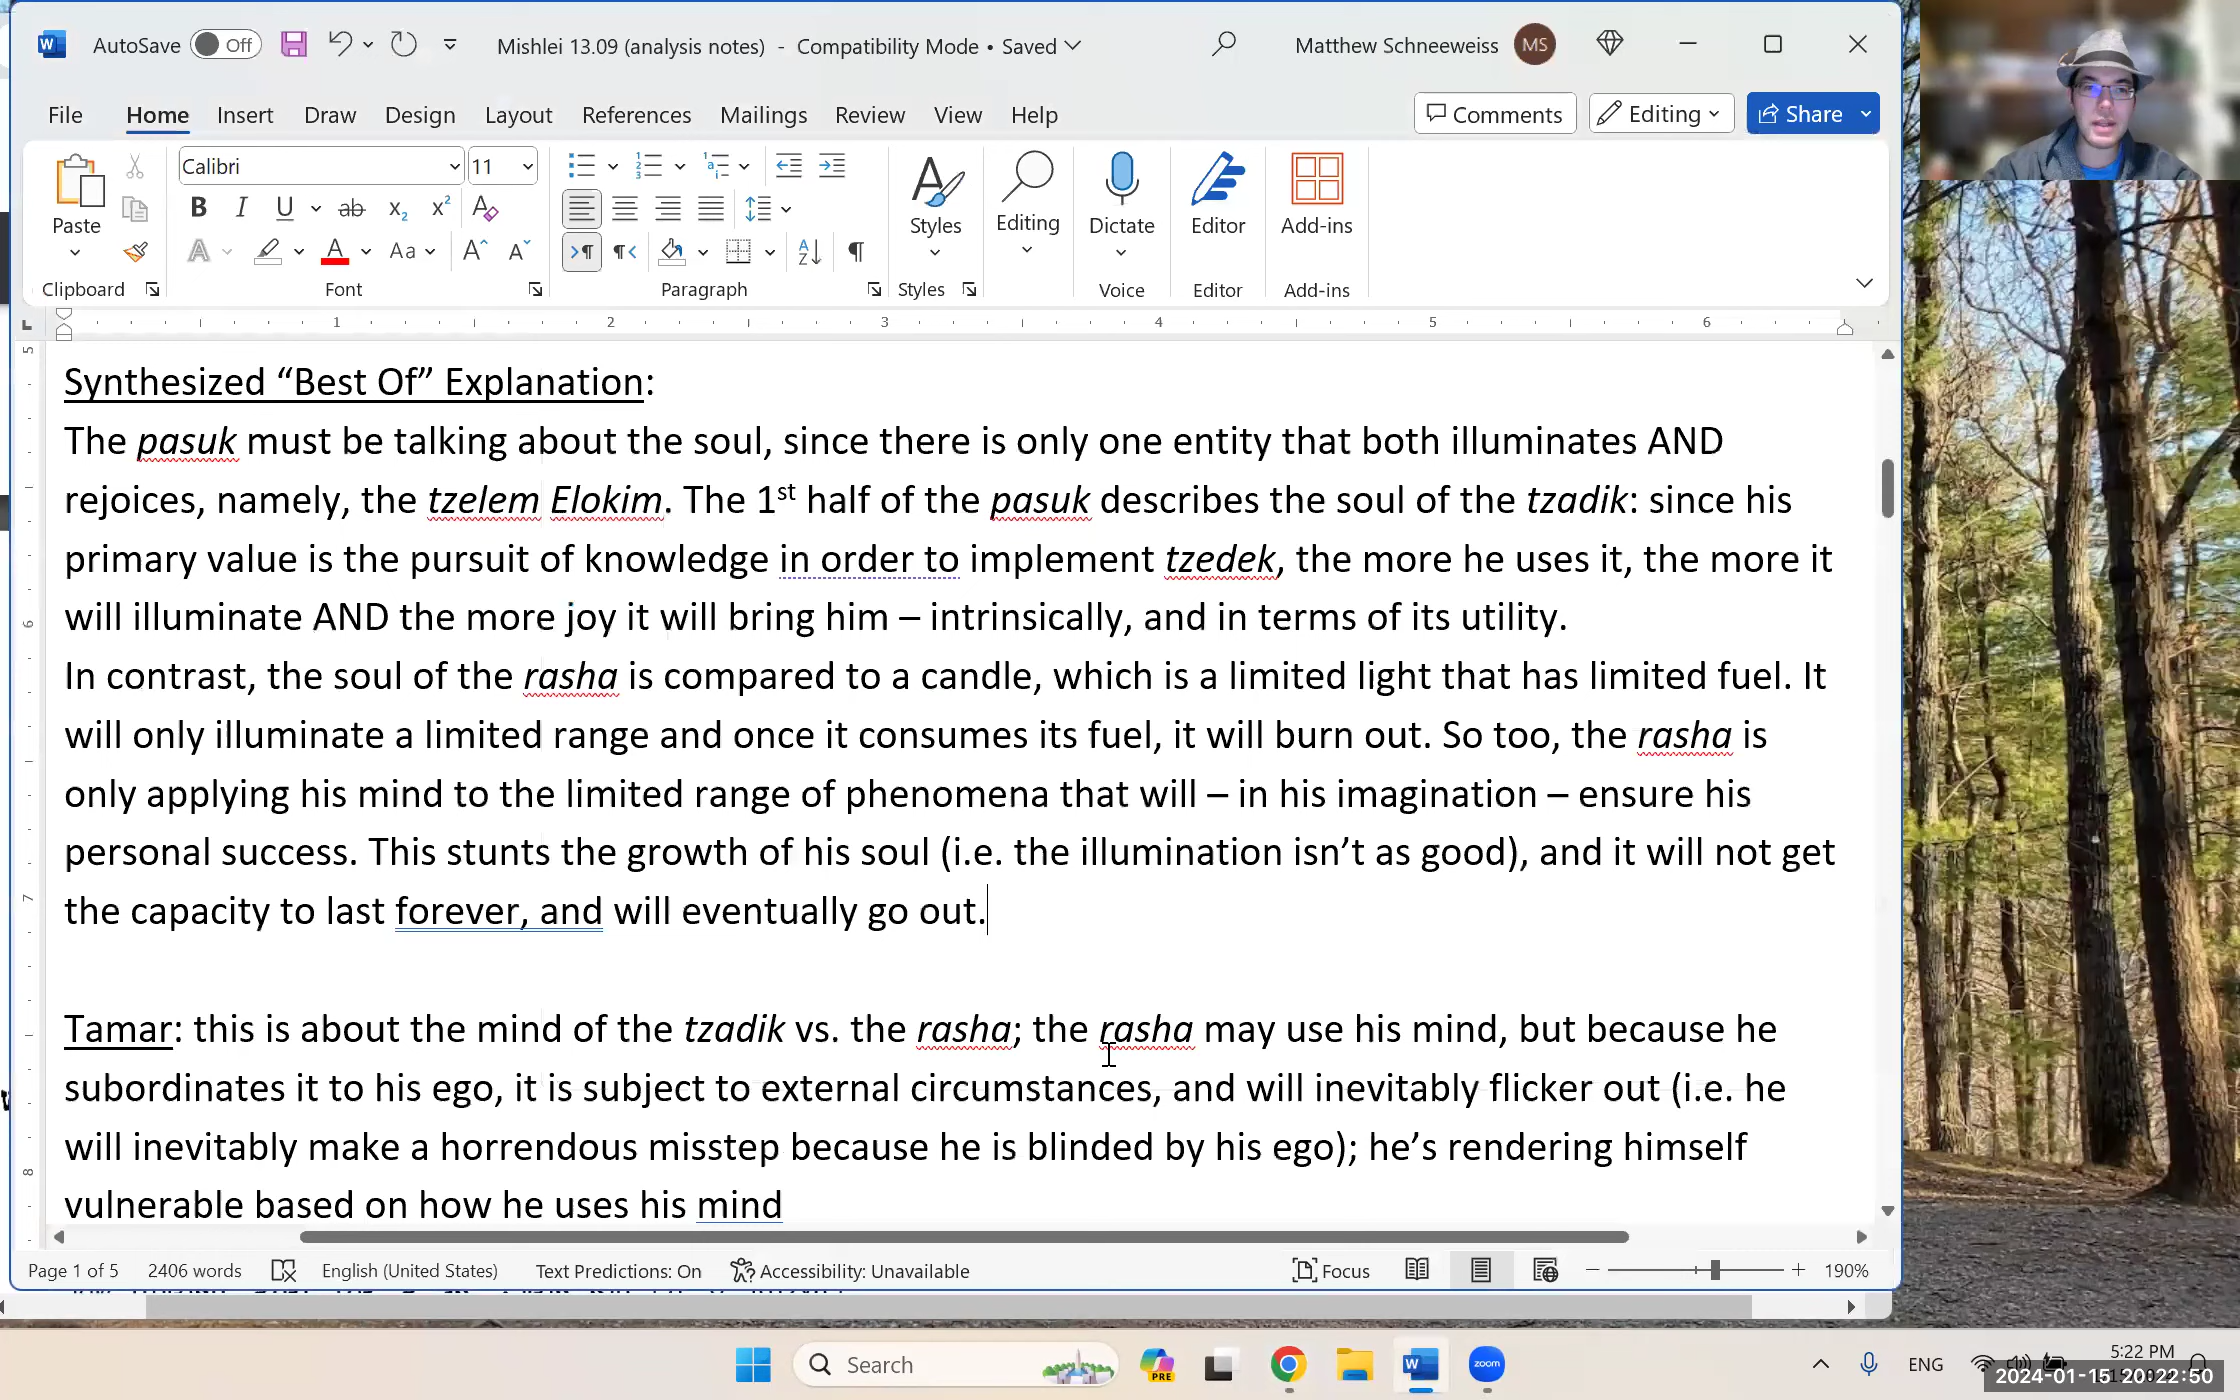 AutoSave Off Mishlei 13.09 (analysis notes) - Compatibility Mode • Saved Matthew Schneeweiss MS
File Home Insert Draw Design Layout References Mailings Review View Help Comments Editing Share
Calibri 11
Paste Styles Editing Dictate Editor Add-ins
Clipboard Font Paragraph Styles Voice Editor Add-ins
1 2 3 4 5 6
Synthesized “Best Of” Explanation:
The pasuk must be talking about the soul, since there is only one entity that both illuminates AND
rejoices, namely, the tzelem Elokim. The 1st half of the pasuk describes the soul of the tzadik: since his
primary value is the pursuit of knowledge in order to implement tzedek, the more he uses it, the more it
will illuminate AND the more joy it will bring him – intrinsically, and in terms of its utility.
In contrast, the soul of the rasha is compared to a candle, which is a limited light that has limited fuel. It
will only illuminate a limited range and once it consumes its fuel, it will burn out. So too, the rasha is
only applying his mind to the limited range of phenomena that will – in his imagination – ensure his
personal success. This stunts the growth of his soul (i.e. the illumination isn’t as good), and it will not get
the capacity to last forever, and will eventually go out.
Tamar: this is about the mind of the tzadik vs. the rasha; the rasha may use his mind, but because he
subordinates it to his ego, it is subject to external circumstances, and will inevitably flicker out (i.e. he
will inevitably make a horrendous misstep because he is blinded by his ego); he’s rendering himself
vulnerable based on how he uses his mind
Page 1 of 5 2406 words English (United States) Text Predictions: On Accessibility: Unavailable Focus 190%
Search PRE zoom ENG 5:22 PM
2024-01-15 20:22:50